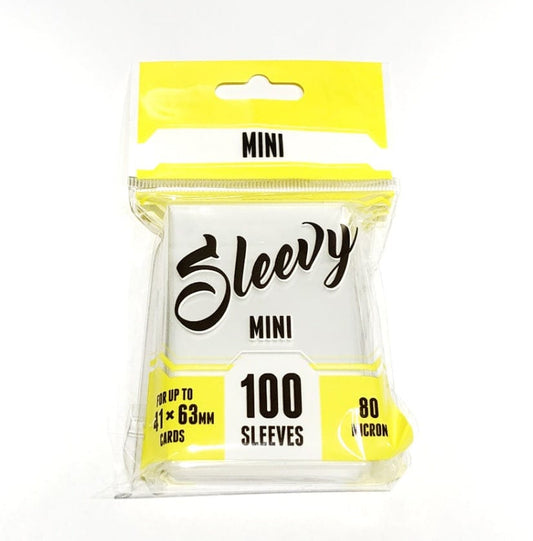 MINI
Sleevy
MINI
FOR UP TO
41 × 63MM
CARDS
100
SLEEVES
80
MICRON